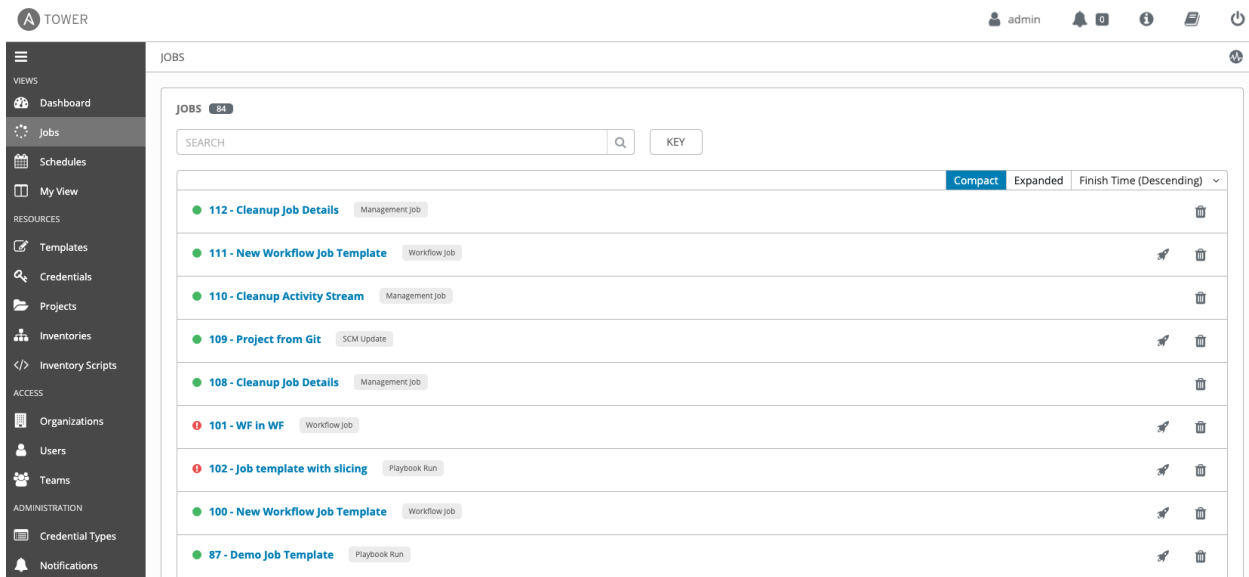 A TOWER
admin 0
VIEWS
Dashboard
Jobs
Schedules
My View
RESOURCES
Templates
Credentials
Projects
Inventories
</> Inventory Scripts
ACCESS
Organizations
Users
Teams
ADMINISTRATION
Credential Types
Notifications
JOBS
JOBS 84
SEARCH KEY
Compact Expanded Finish Time (Descending)
112 - Cleanup Job Details Management Job
111 - New Workflow Job Template Workflow Job
110 - Cleanup Activity Stream Management Job
109 - Project from Git SCM Update
108 - Cleanup Job Details Management Job
101 - WF in WF Workflow Job
102 - Job template with slicing Playbook Run
100 - New Workflow Job Template Workflow Job
87 - Demo Job Template Playbook Run